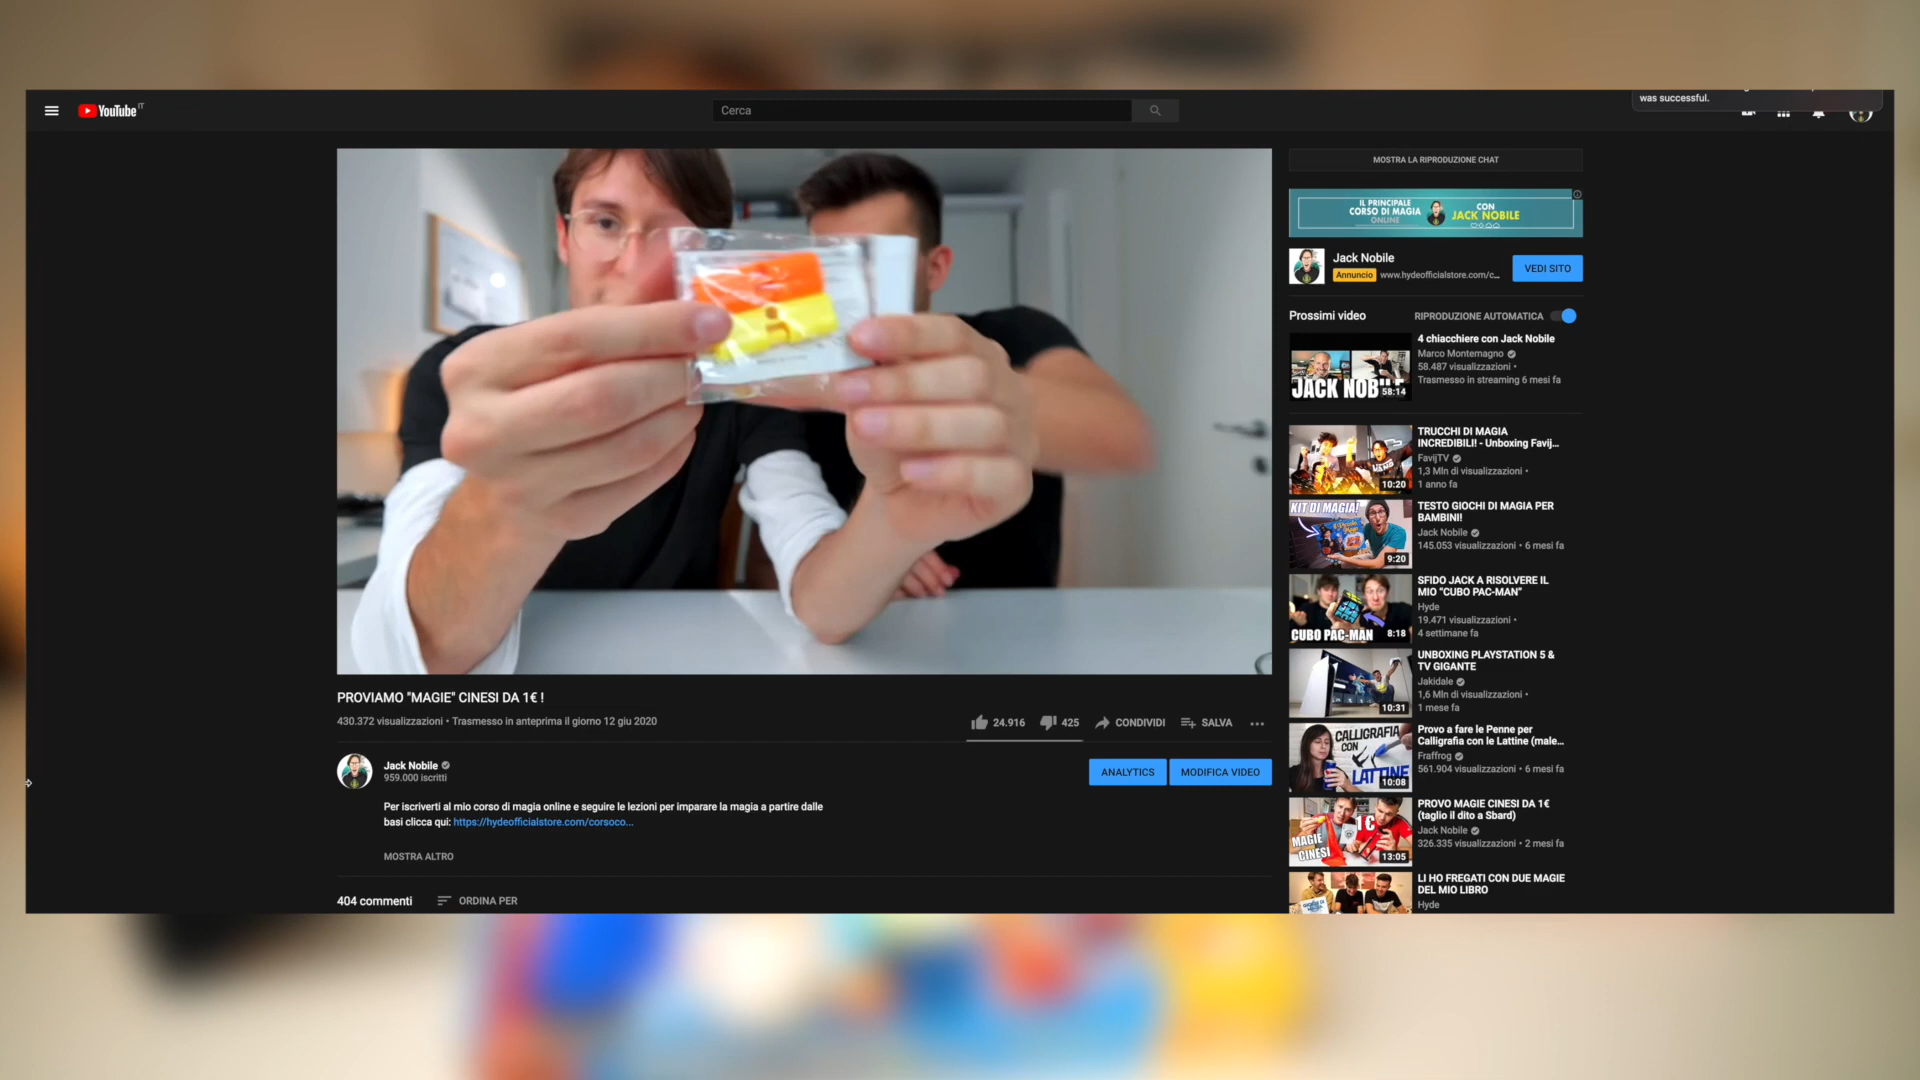 YouTube IT
Cerca
was successful.
MOSTRA LA RIPRODUZIONE CHAT
IL PRINCIPALE
CORSO DI MAGIA
ONLINE
CON
JACK NOBILE
Jack Nobile
Annuncio www.hydeofficialstore.com/c...
VEDI SITO
Prossimi video
RIPRODUZIONE AUTOMATICA
JACK NOB
58:14
4 chiacchiere con Jack Nobile
Marco Montemagno
58.487 visualizzazioni •
Trasmesso in streaming 6 mesi fa
10:20
TRUCCHI DI MAGIA
INCREDIBILI! - Unboxing Favij...
FavijTV
1,3 Mln di visualizzazioni •
1 anno fa
KIT DI MAGIA!
9:20
TESTO GIOCHI DI MAGIA PER
BAMBINI!
Jack Nobile
145.053 visualizzazioni • 6 mesi fa
CUBO PAC-MAN
8:18
SFIDO JACK A RISOLVERE IL
MIO "CUBO PAC-MAN"
Hyde
19.471 visualizzazioni •
4 settimane fa
10:31
UNBOXING PLAYSTATION 5 &
TV GIGANTE
Jakidale
1,6 Mln di visualizzazioni •
1 mese fa
CALLIGRAFIA
CON
LATTINE
10:08
Provo a fare le Penne per
Calligrafia con le Lattine (male...
Fraffrog
561.904 visualizzazioni • 6 mesi fa
1€
MAGIE
CINESI
13:05
PROVO MAGIE CINESI DA 1€
(taglio il dito a Sbard)
Jack Nobile
326.335 visualizzazioni • 2 mesi fa
LI HO FREGATI CON DUE MAGIE
DEL MIO LIBRO
Hyde
PROVIAMO "MAGIE" CINESI DA 1€ !
430.372 visualizzazioni • Trasmesso in anteprima il giorno 12 giu 2020
24.916
425
CONDIVIDI
SALVA
Jack Nobile
959.000 iscritti
ANALYTICS
MODIFICA VIDEO
Per iscriverti al mio corso di magia online e seguire le lezioni per imparare la magia a partire dalle
basi clicca qui: https://hydeofficialstore.com/corsoco...
MOSTRA ALTRO
404 commenti
ORDINA PER